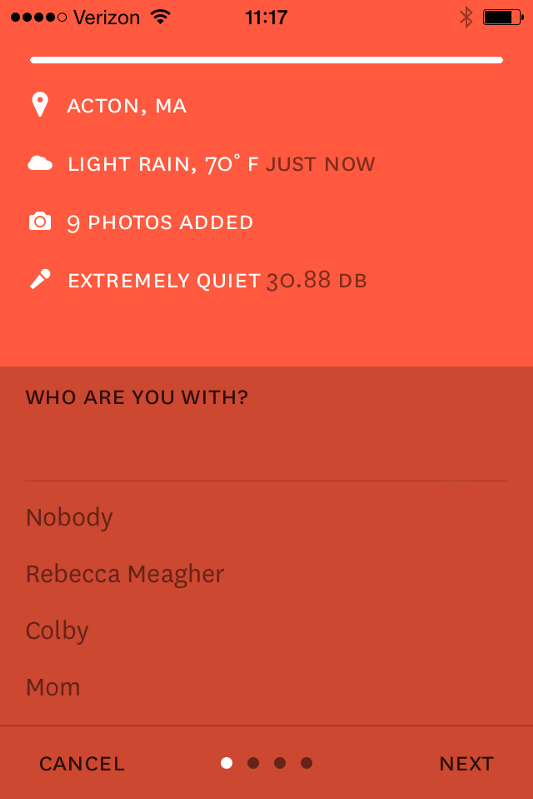 Verizon 11:17
ACTON, MA
LIGHT RAIN, 70° F JUST NOW
9 PHOTOS ADDED
EXTREMELY QUIET 30.88 DB
WHO ARE YOU WITH?
Nobody
Rebecca Meagher
Colby
Mom
CANCEL NEXT